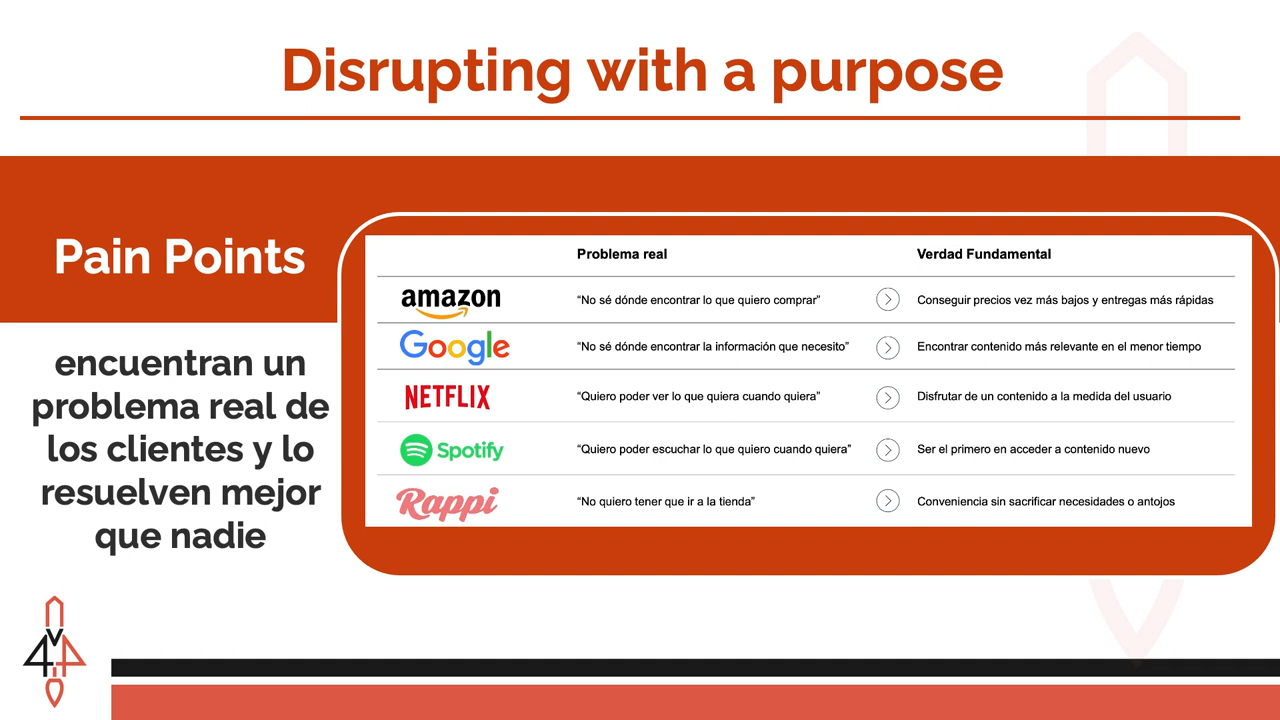 Disrupting with a purpose
Pain Points
encuentran un
problema real de
los clientes y lo
resuelven mejor
que nadie
Problema real Verdad Fundamental
amazon “No sé dónde encontrar lo que quiero comprar” Conseguir precios vez más bajos y entregas más rápidas
Google “No sé dónde encontrar la información que necesito” Encontrar contenido más relevante en el menor tiempo
NETFLIX “Quiero poder ver lo que quiera cuando quiera” Disfrutar de un contenido a la medida del usuario
Spotify “Quiero poder escuchar lo que quiero cuando quiera” Ser el primero en acceder a contenido nuevo
Rappi “No quiero tener que ir a la tienda” Conveniencia sin sacrificar necesidades o antojos